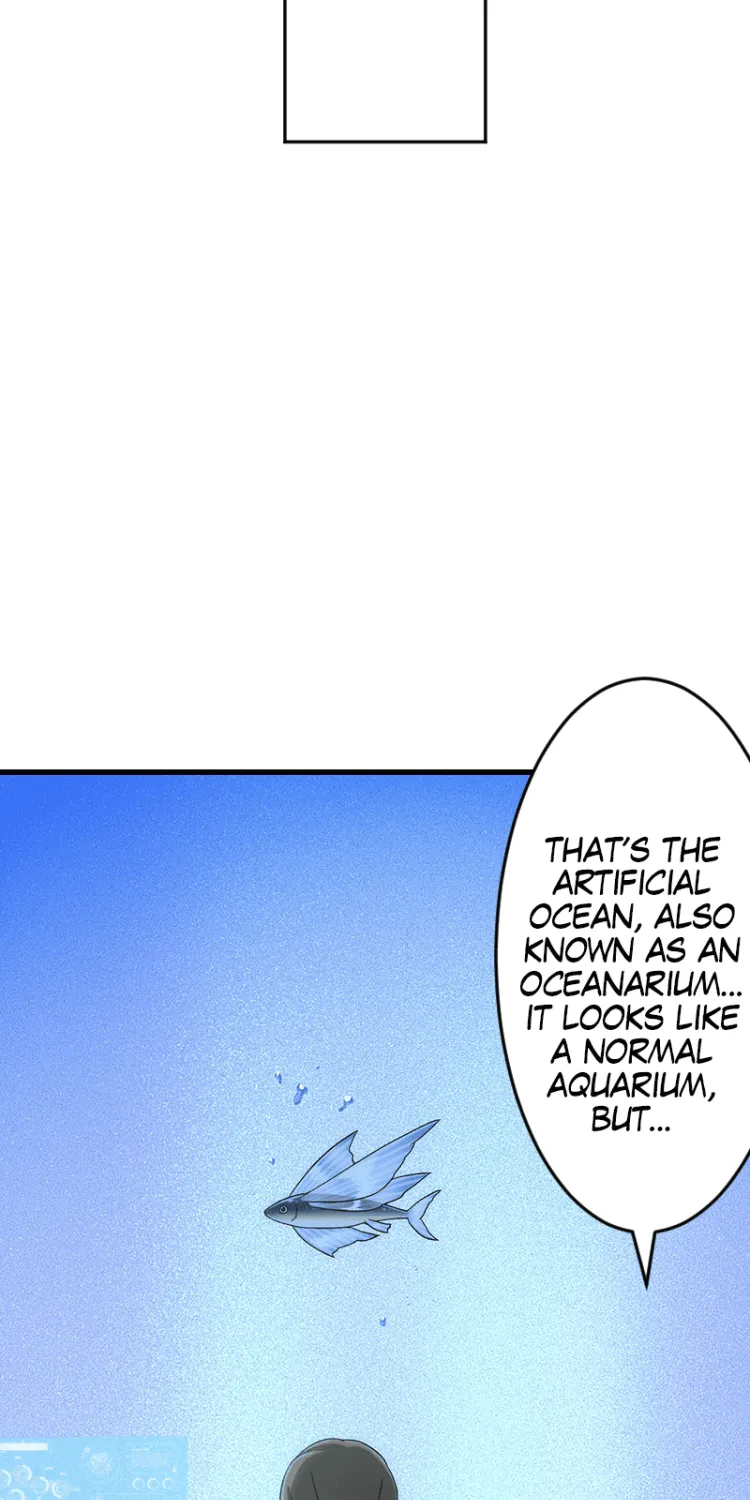 THAT'S THE
ARTIFICIAL
OCEAN, ALSO
KNOWN AS AN
OCEANARIUM...
IT LOOKS LIKE
A NORMAL
AQUARIUM,
BUT...